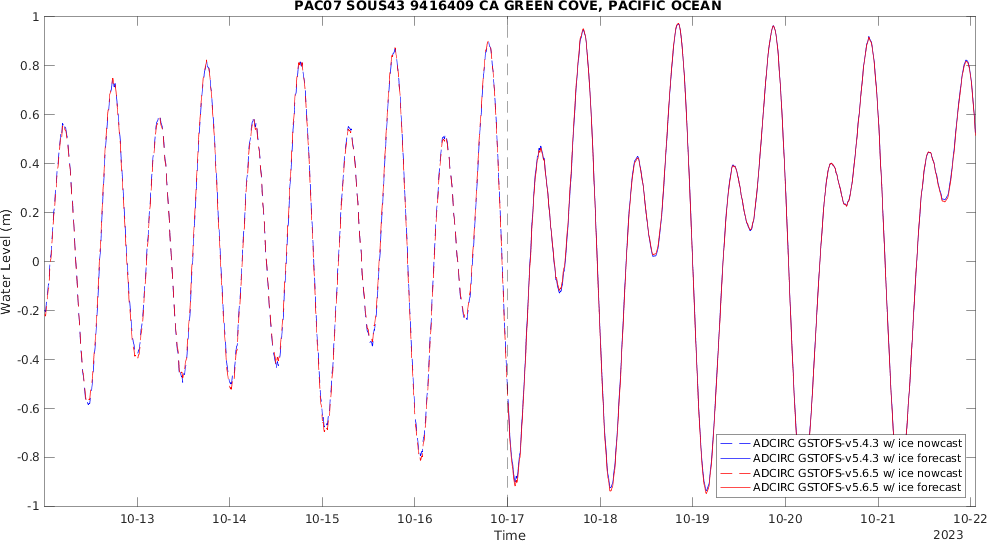 PAC07 SOUS43 9416409 CA GREEN COVE, PACIFIC OCEAN
1
0.8
0.6
0.4
0.2
0
-0.2
-0.4
-0.6
-0.8
-1
Water Level (m)
ADCIRC GSTOFS-v5.4.3 w/ ice nowcast
ADCIRC GSTOFS-v5.4.3 w/ ice forecast
ADCIRC GSTOFS-v5.6.5 w/ ice nowcast
ADCIRC GSTOFS-v5.6.5 w/ ice forecast
10-13 10-14 10-15 10-16 10-17 10-18 10-19 10-20 10-21 10-22
Time
2023